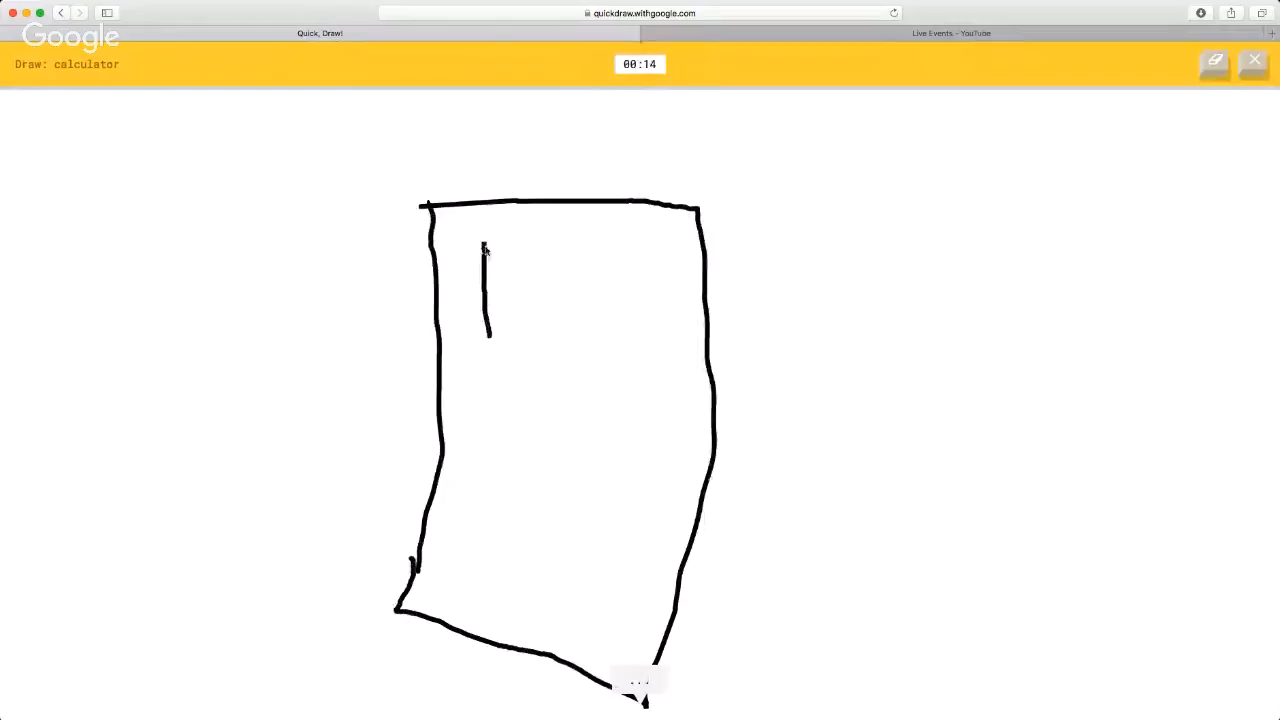 quickdraw.withgoogle.com
Google
Quick, Draw!
Live Events - YouTube
Draw: calculator
00:14
...